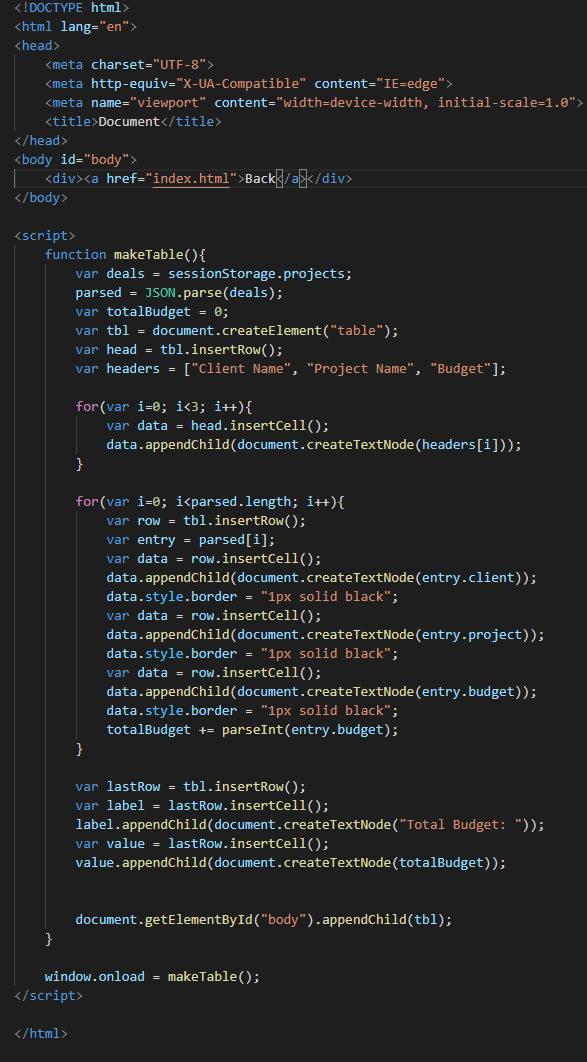 <!DOCTYPE html>
<html lang="en">
<head>
    <meta charset="UTF-8">
    <meta http-equiv="X-UA-Compatible" content="IE=edge">
    <meta name="viewport" content="width=device-width, initial-scale=1.0">
    <title>Document</title>
</head>
<body id="body">
    <div><a href="index.html">Back</a></div>
</body>

<script>
    function makeTable(){
        var deals = sessionStorage.projects;
        parsed = JSON.parse(deals);
        var totalBudget = 0;
        var tbl = document.createElement("table");
        var head = tbl.insertRow();
        var headers = ["Client Name", "Project Name", "Budget"];

        for(var i=0; i<3; i++){
            var data = head.insertCell();
            data.appendChild(document.createTextNode(headers[i]));
        }

        for(var i=0; i<parsed.length; i++){
            var row = tbl.insertRow();
            var entry = parsed[i];
            var data = row.insertCell();
            data.appendChild(document.createTextNode(entry.client));
            data.style.border = "1px solid black";
            var data = row.insertCell();
            data.appendChild(document.createTextNode(entry.project));
            data.style.border = "1px solid black";
            var data = row.insertCell();
            data.appendChild(document.createTextNode(entry.budget));
            data.style.border = "1px solid black";
            totalBudget += parseInt(entry.budget);
        }

        var lastRow = tbl.insertRow();
        var label = lastRow.insertCell();
        label.appendChild(document.createTextNode("Total Budget: "));
        var value = lastRow.insertCell();
        value.appendChild(document.createTextNode(totalBudget));


        document.getElementById("body").appendChild(tbl);
    }

    window.onload = makeTable();
</script>

</html>